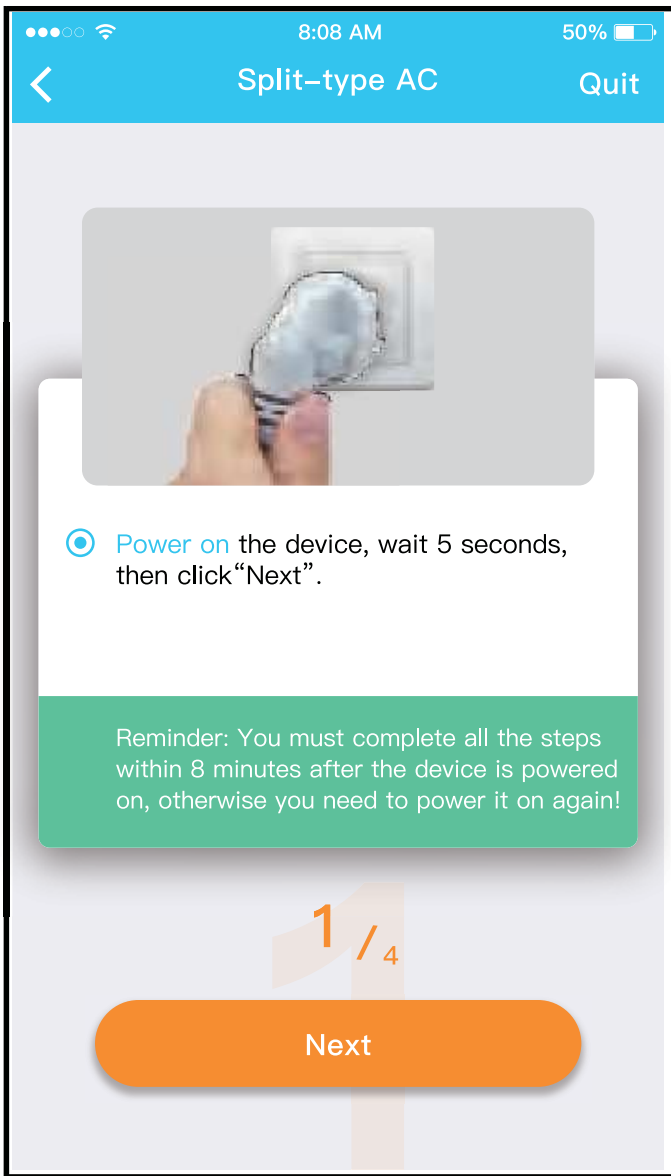 8:08 AM
50%
Split-type AC
Quit
Power on the device, wait 5 seconds,
then click“Next”.
Reminder: You must complete all the steps
within 8 minutes after the device is powered
on, otherwise you need to power it on again!
1
1 / 4
Next